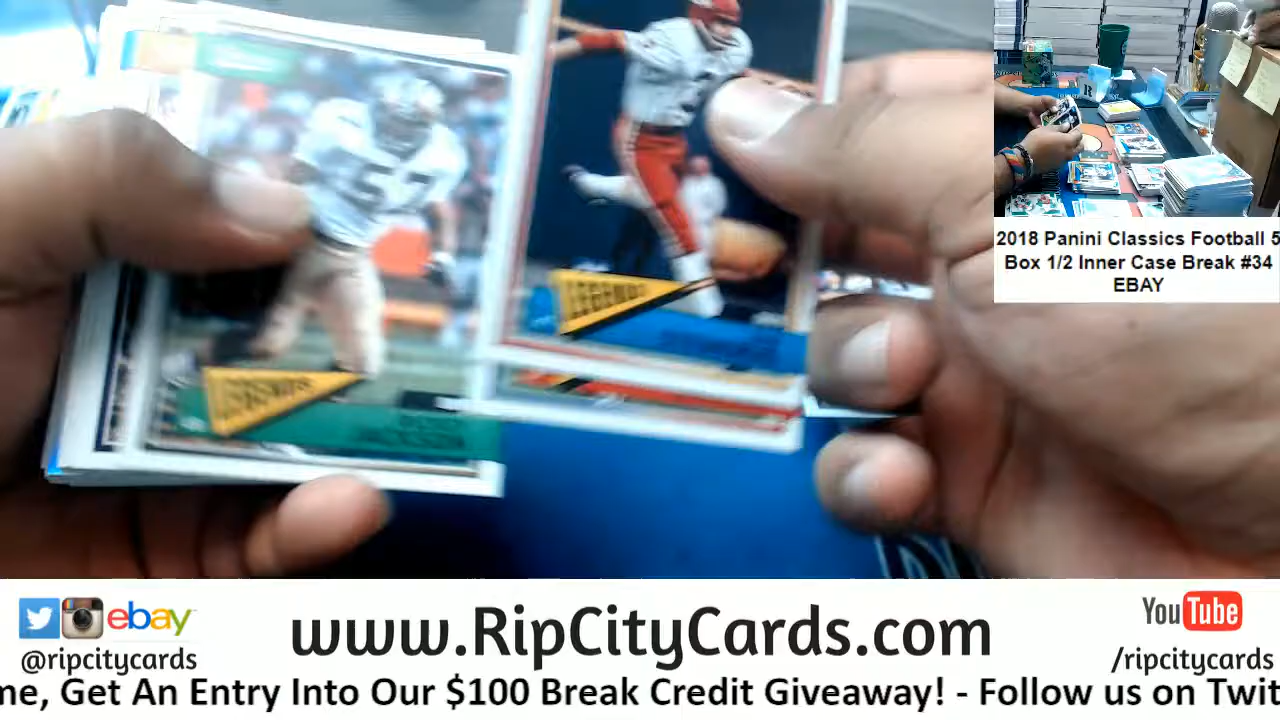 LEGENDS
LEGENDS
JACKSON
2018 Panini Classics Football 5
Box 1/2 Inner Case Break #34
EBAY
ebay
www.RipCityCards.com
YouTube
@ripcitycards
/ripcitycards
me, Get An Entry Into Our $100 Break Credit Giveaway! - Follow us on Twit